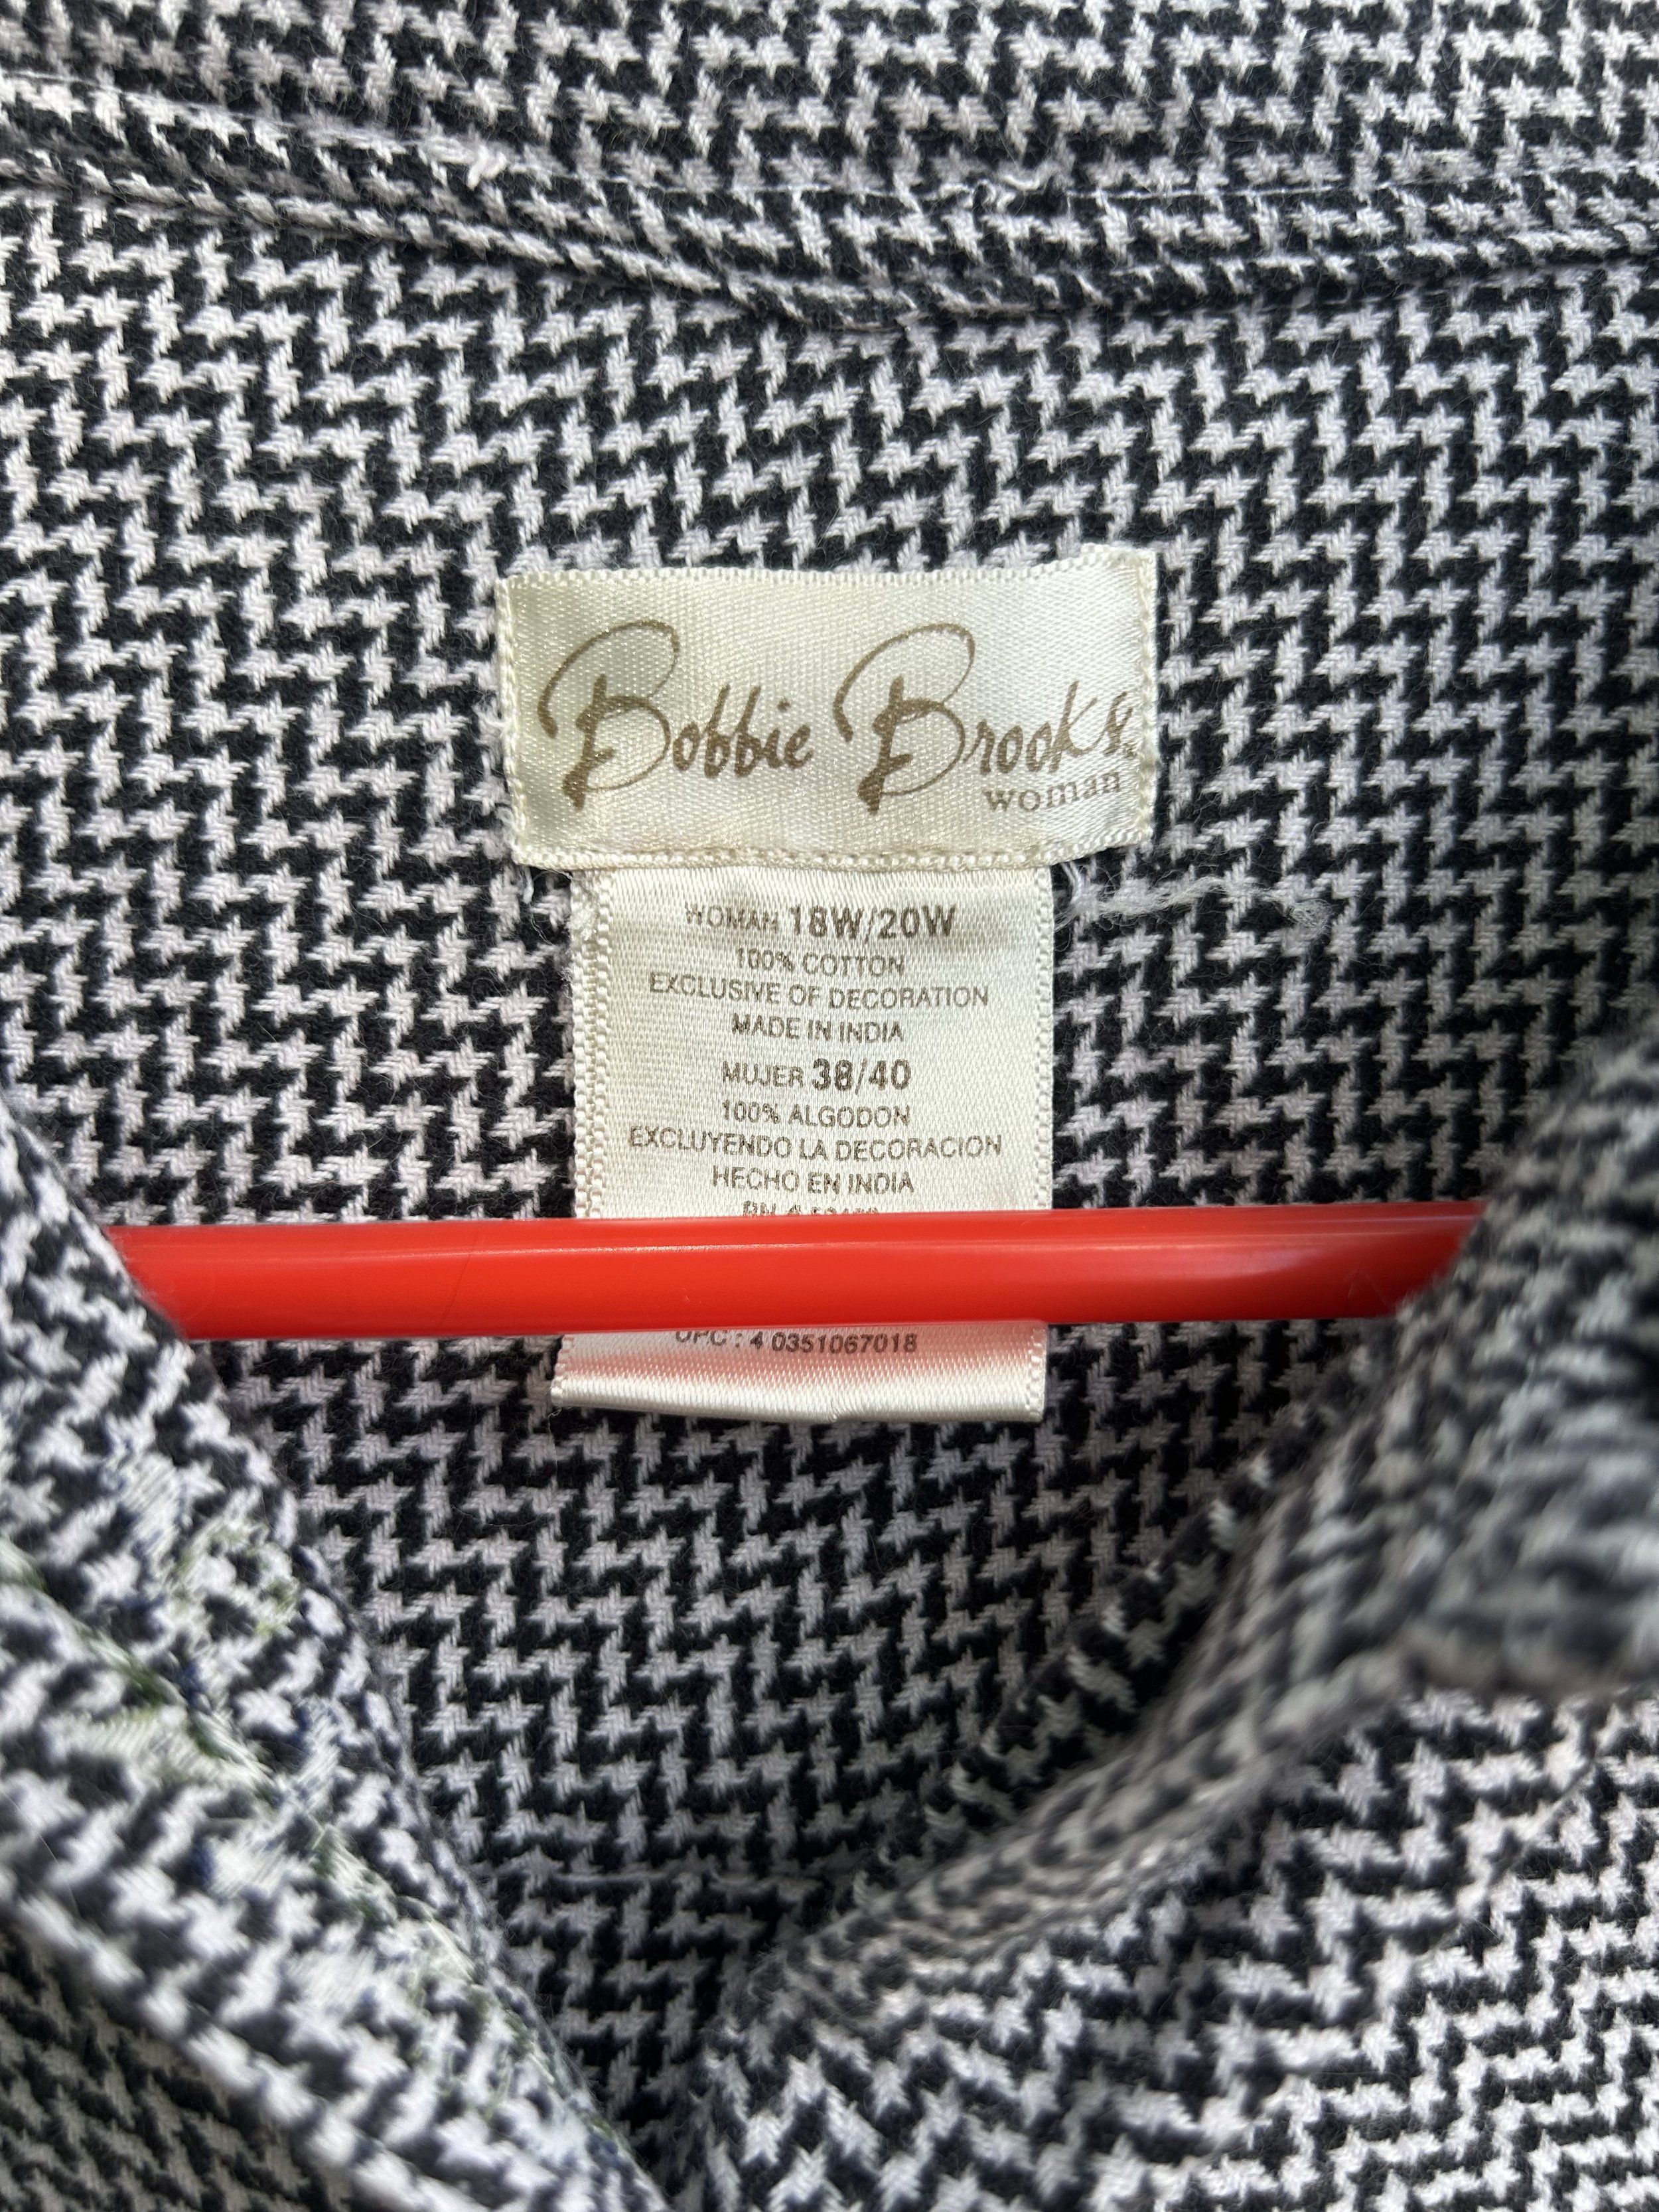 Bobbie Brooks
woman
WOMAN 18W/20W
100% COTTON
EXCLUSIVE OF DECORATION
MADE IN INDIA
MUJER 38/40
100% ALGODON
EXCLUYENDO LA DECORACION
HECHO EN INDIA
UPC : 4 0351067018